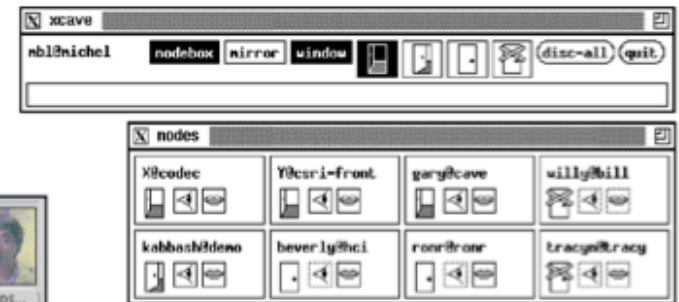 xcave
mbl@michel nodebox mirror window disc-all quit
nodes
X@codec Y@csri-front gary@cave willy@bill
kabbash@demo beverly@hci ronr@ronr tracyn@tracy